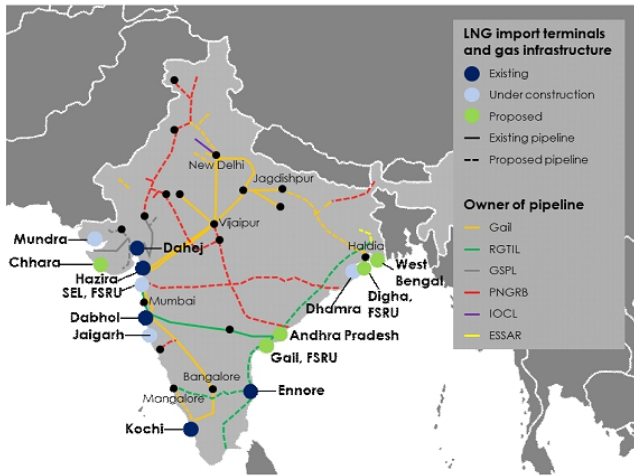 LNG import terminals
and gas infrastructure
Existing
Under construction
Proposed
Existing pipeline
Proposed pipeline
Owner of pipeline
Gail
RGTIL
GSPL
PNGRB
IOCL
ESSAR
New Delhi
Jagdishpur
Vijaipur
Mundra
Dahej
Chhara
Hazira
SEL, FSRU
Haldia
West
Bengal
Digha,
FSRU
Dhamra
Mumbai
Dabhol
Jaigarh
Andhra Pradesh
Gail, FSRU
Bangalore
Mangalore
Ennore
Kochi